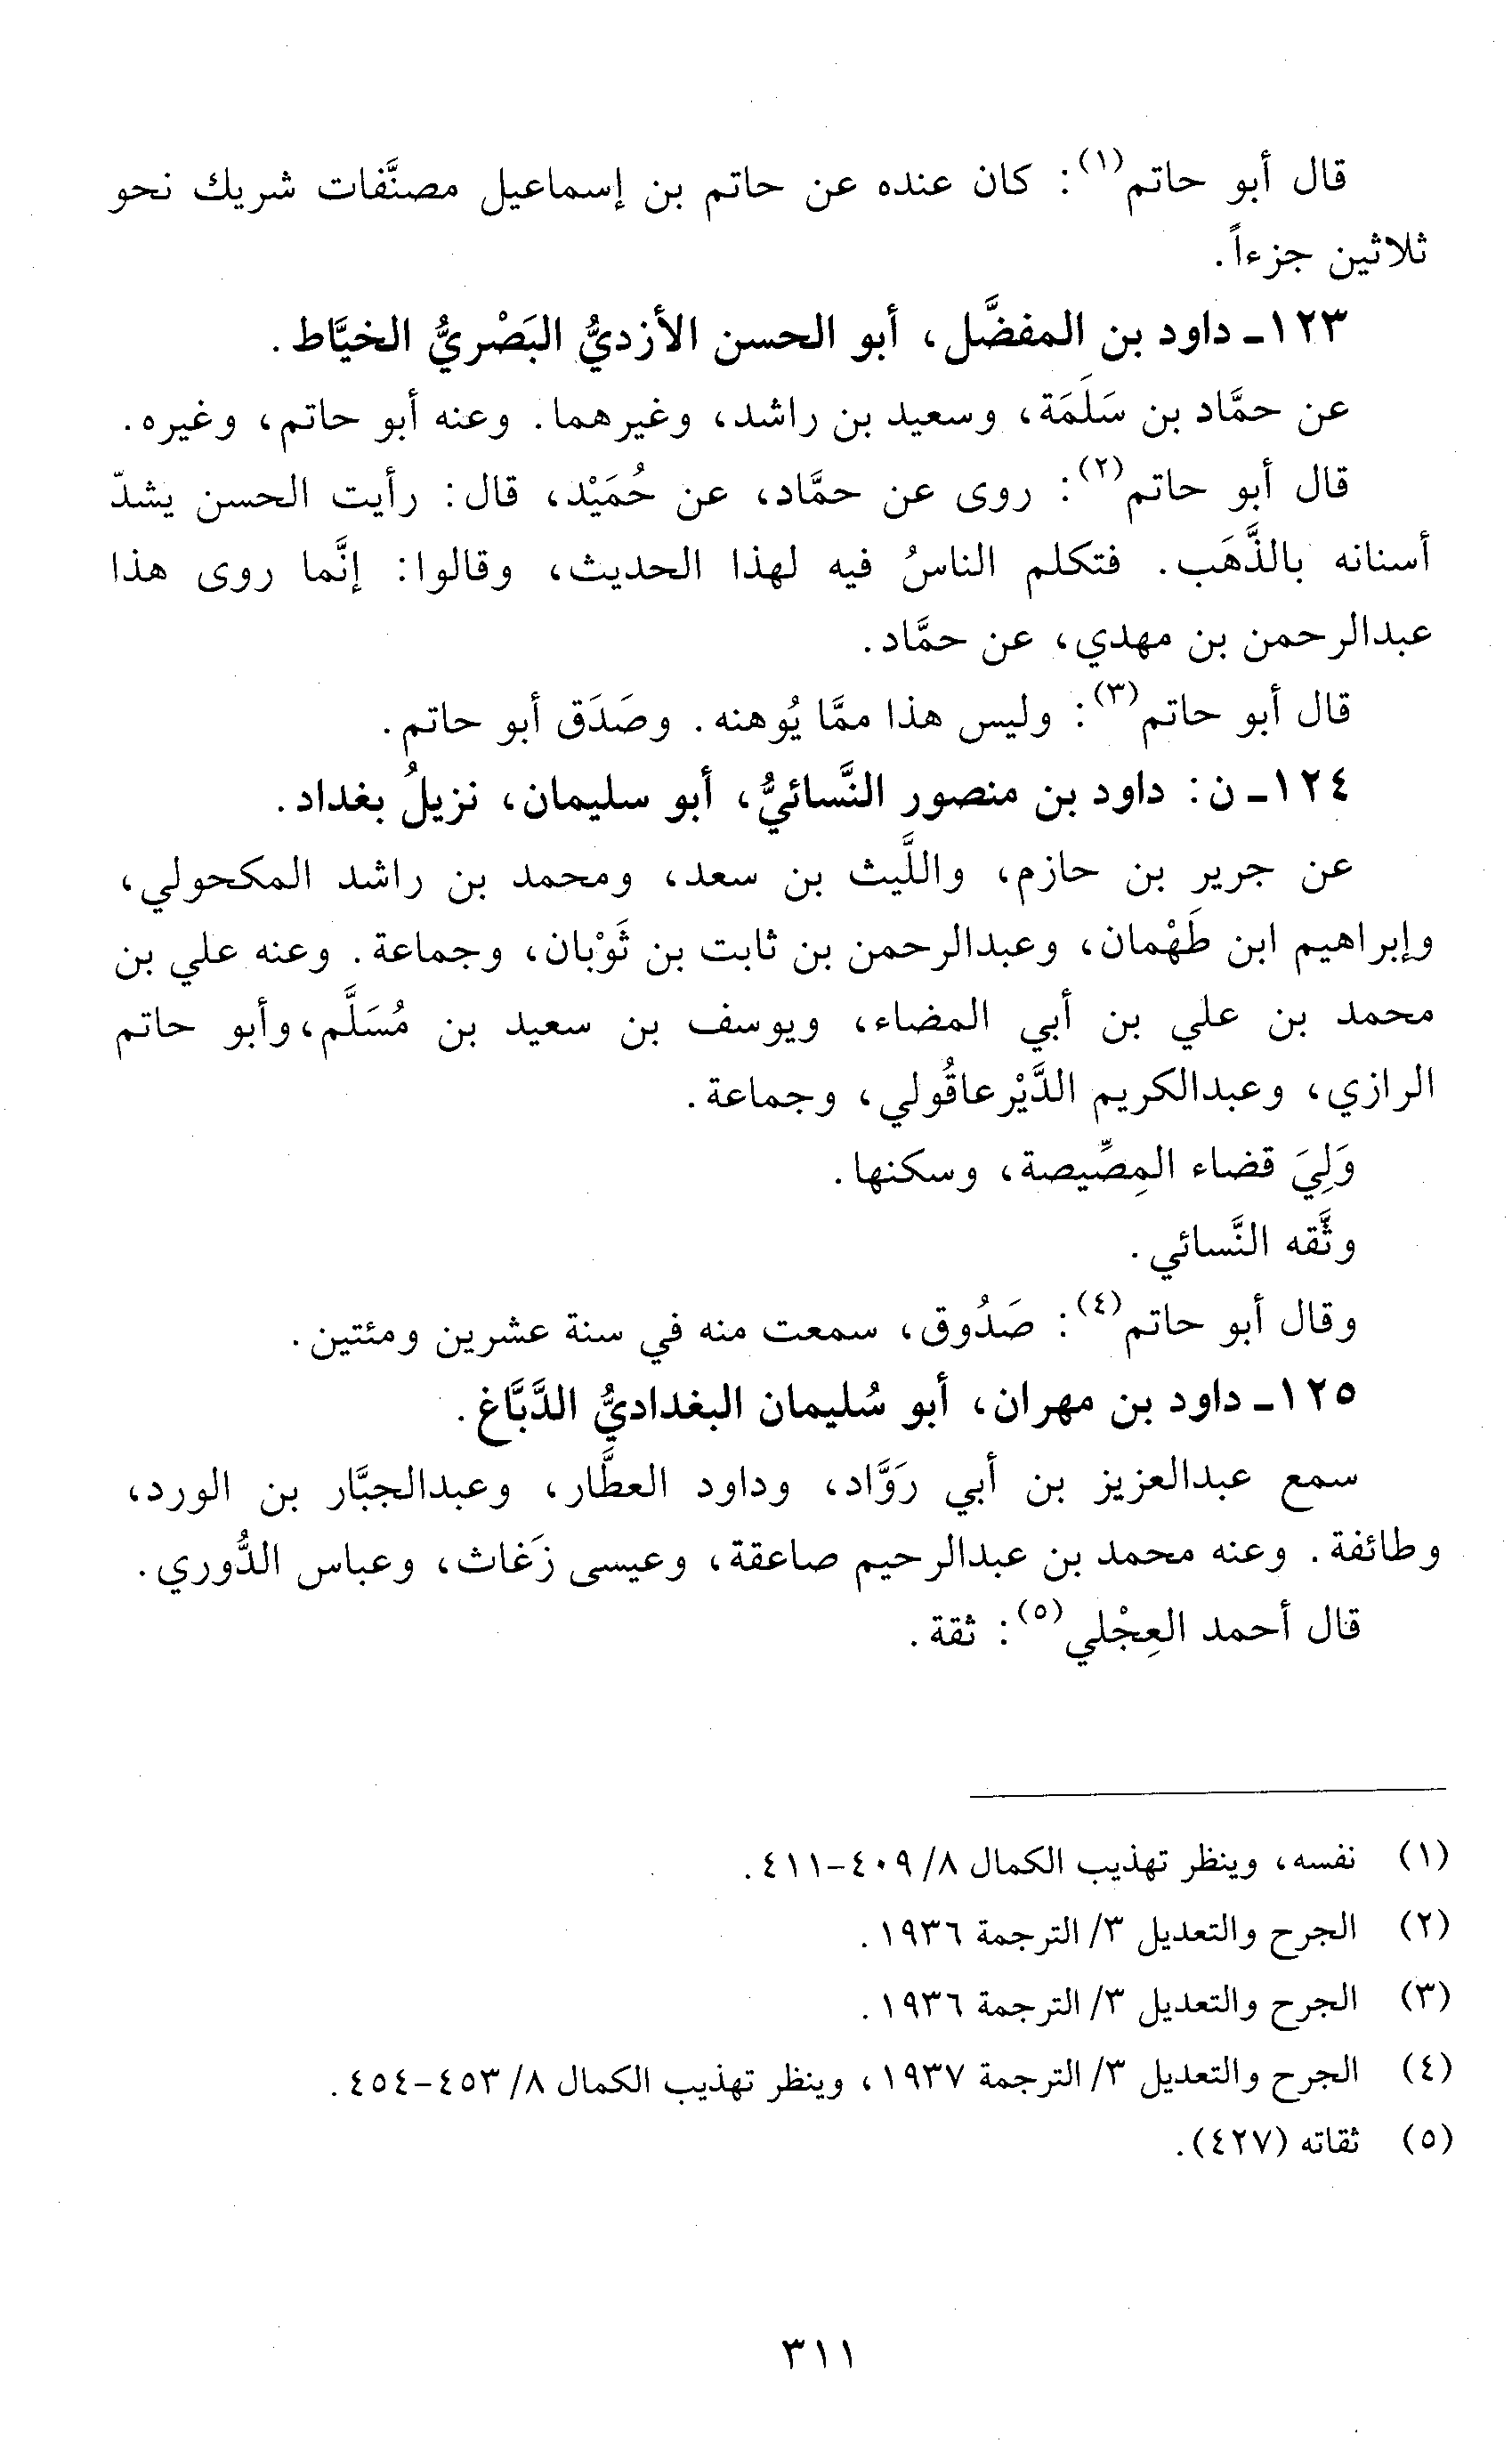 قال أبو حاتم(١): كان عنده عن حاتم بن إسماعيل مصنَّفات شريك نحو
ثلاثين جزءاً.
١٢٣ـ داود بن المفضَّل، أبو الحسن الأزديُّ البَصْريُّ الخيَّاط.
عن حمَّاد بن سَلَمَة، وسعيد بن راشد، وغيرهما. وعنه أبو حاتم، وغيره.
قال أبو حاتم(٢): روى عن حمَّاد، عن حُمَيْد، قال: رأيت الحسن يشدّ
أسنانه بالذَّهَب. فتكلم الناسُ فيه لهذا الحديث، وقالوا: إنَّما روى هذا
عبدالرحمن بن مهدي، عن حمَّاد.
قال أبو حاتم(٣): وليس هذا ممَّا يُوهنه. وصَدَق أبو حاتم.
١٢٤ـ ن: داود بن منصور النَّسائيُّ، أبو سليمان، نزيلُ بغداد.
عن جرير بن حازم، واللَّيث بن سعد، ومحمد بن راشد المكحولي،
وإبراهيم ابن طَهْمان، وعبدالرحمن بن ثابت بن ثَوْبان، وجماعة. وعنه علي بن
محمد بن علي بن أبي المضاء، ويوسف بن سعيد بن مُسَلَّم،وأبو حاتم
الرازي، وعبدالكريم الدَّيْرعاقُولي، وجماعة.
وَلِيَ قضاء المِصِّيصة، وسكنها.
وثَّقه النَّسائي.
وقال أبو حاتم(٤): صَدُوق، سمعت منه في سنة عشرين ومئتين.
١٢٥ـ داود بن مهران، أبو سُليمان البغداديُّ الدَّبَّاغ.
سمع عبدالعزيز بن أبي رَوَّاد، وداود العطَّار، وعبدالجبَّار بن الورد،
وطائفة. وعنه محمد بن عبدالرحيم صاعقة، وعيسى زَغاث، وعباس الدُّوري.
قال أحمد العِجْلي(٥): ثقة.
(١) نفسه، وينظر تهذيب الكمال ٨/ ٤٠٩-٤١١.
(٢) الجرح والتعديل ٣/ الترجمة ١٩٣٦.
(٣) الجرح والتعديل ٣/ الترجمة ١٩٣٦.
(٤) الجرح والتعديل ٣/ الترجمة ١٩٣٧، وينظر تهذيب الكمال ٨/ ٤٥٣-٤٥٤.
(٥) ثقاته (٤٢٧).
٣١١